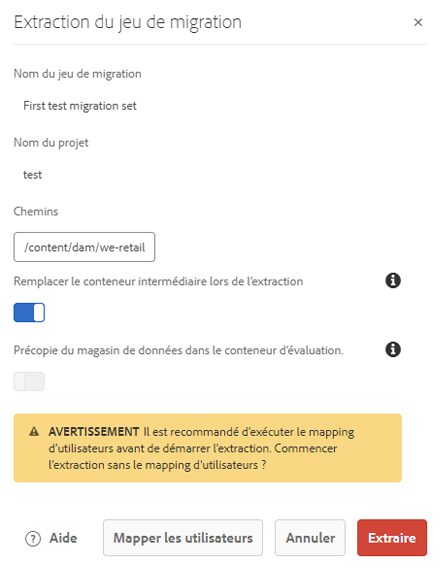 Extraction du jeu de migration
Nom du jeu de migration
First test migration set
Nom du projet
test
Chemins
/content/dam/we-retail
Remplacer le conteneur intermédiaire lors de l'extraction
Précopie du magasin de données dans le conteneur d'évaluation.
AVERTISSEMENT Il est recommandé d'exécuter le mapping
d'utilisateurs avant de démarrer l'extraction. Commencer
l'extraction sans le mapping d'utilisateurs ?
Aide
Mapper les utilisateurs
Annuler
Extraire